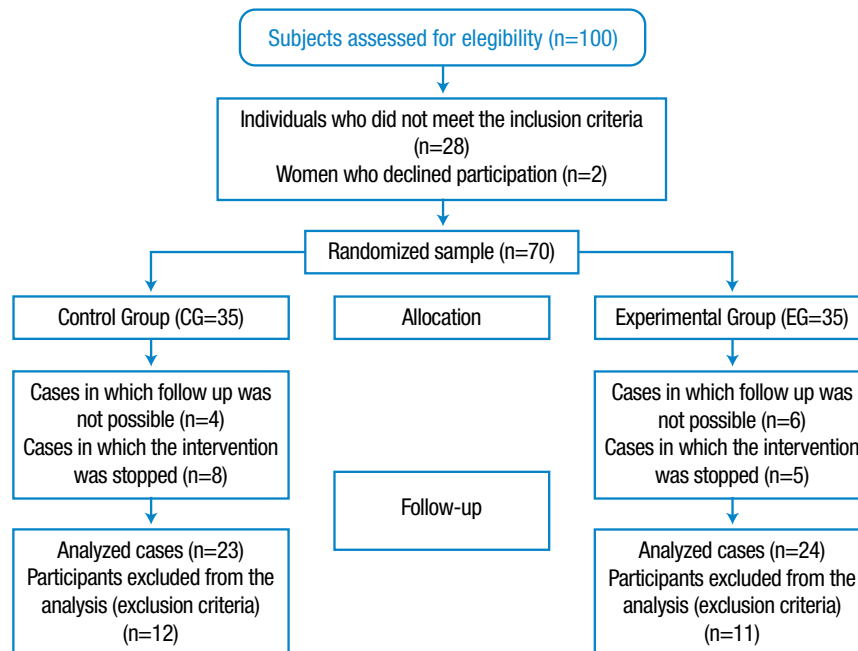 Subjects assessed for elegibility (n=100)
Individuals who did not meet the inclusion criteria
(n=28)
Women who declined participation (n=2)
Randomized sample (n=70)
Control Group (CG=35)
Allocation
Experimental Group (EG=35)
Cases in which follow up was
not possible (n=4)
Cases in which the intervention
was stopped (n=8)
Cases in which follow up was
not possible (n=6)
Cases in which the intervention
was stopped (n=5)
Follow-up
Analyzed cases (n=23)
Participants excluded from the
analysis (exclusion criteria)
(n=12)
Analyzed cases (n=24)
Participants excluded from the
analysis (exclusion criteria)
(n=11)